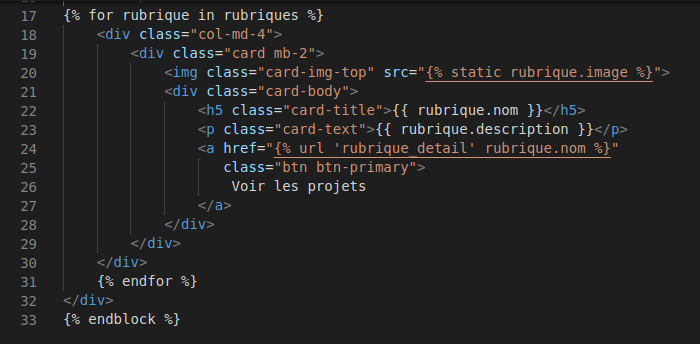 17 {% for rubrique in rubriques %}
18 <div class="col-md-4">
19 <div class="card mb-2">
20 <img class="card-img-top" src="{% static rubrique.image %}">
21 <div class="card-body">
22 <h5 class="card-title">{{ rubrique.nom }}</h5>
23 <p class="card-text">{{ rubrique.description }}</p>
24 <a href="{% url 'rubrique_detail' rubrique.nom %}"
25 class="btn btn-primary">
26 Voir les projets
27 </a>
28 </div>
29 </div>
30 </div>
31 {% endfor %}
32 </div>
33 {% endblock %}